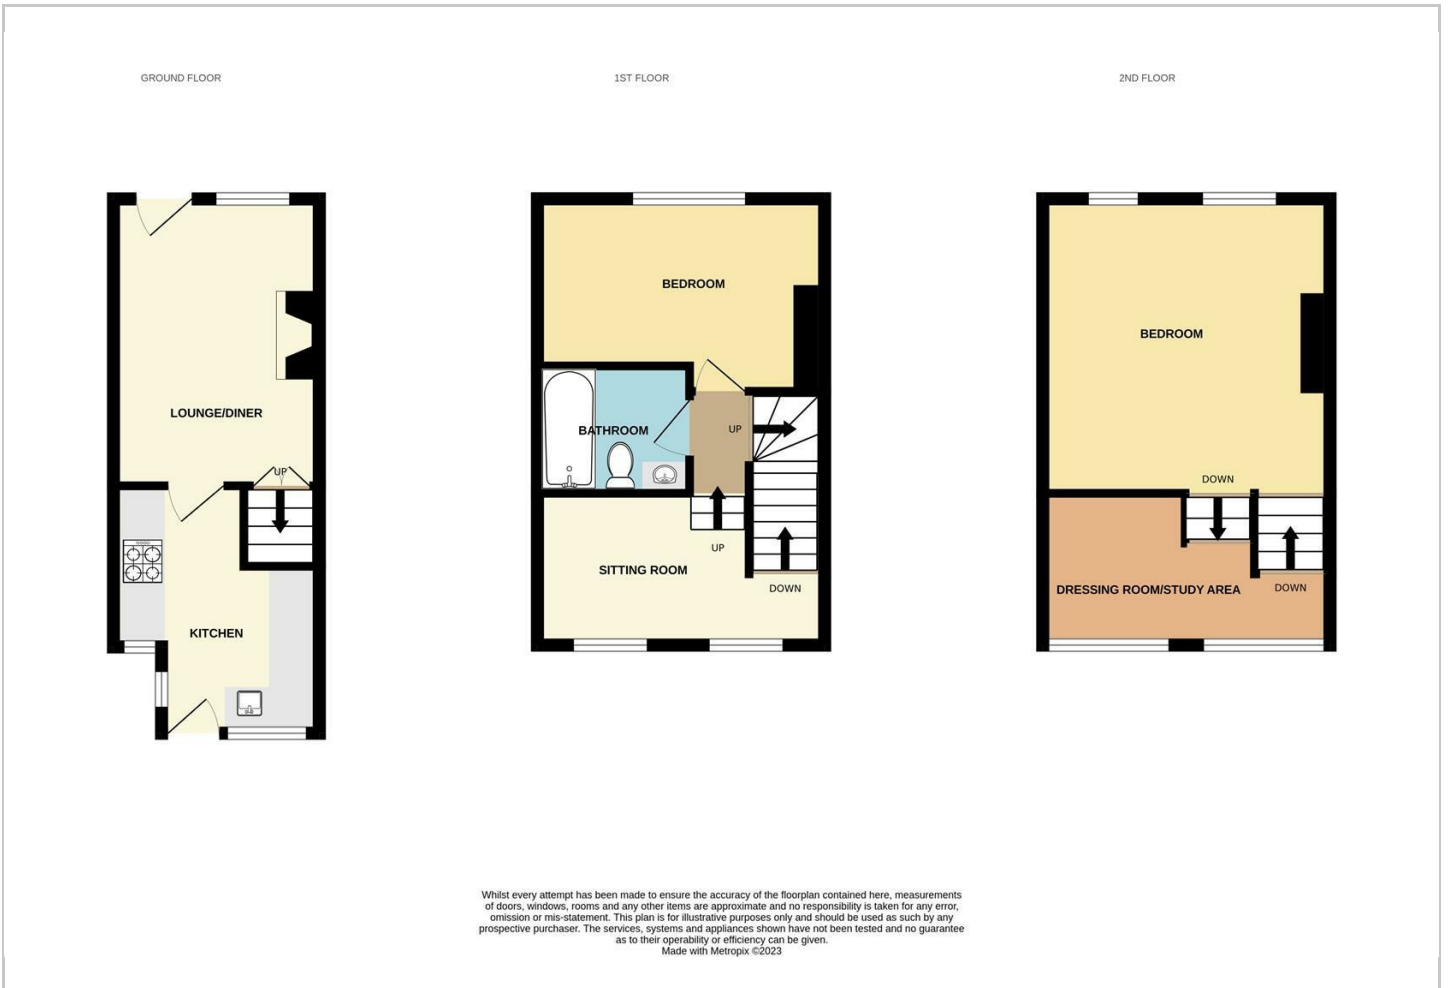 GROUND FLOOR
1ST FLOOR
2ND FLOOR
LOUNGE/DINER
UP
KITCHEN
BEDROOM
BATHROOM
UP
UP
SITTING ROOM
DOWN
BEDROOM
DOWN
DRESSING ROOM/STUDY AREA
DOWN
Whilst every attempt has been made to ensure the accuracy of the floorplan contained here, measurements
of doors, windows, rooms and any other items are approximate and no responsibility is taken for any error,
omission or mis-statement. This plan is for illustrative purposes only and should be used as such by any
prospective purchaser. The services, systems and appliances shown have not been tested and no guarantee
as to their operability or efficiency can be given.
Made with Metropix ©2023